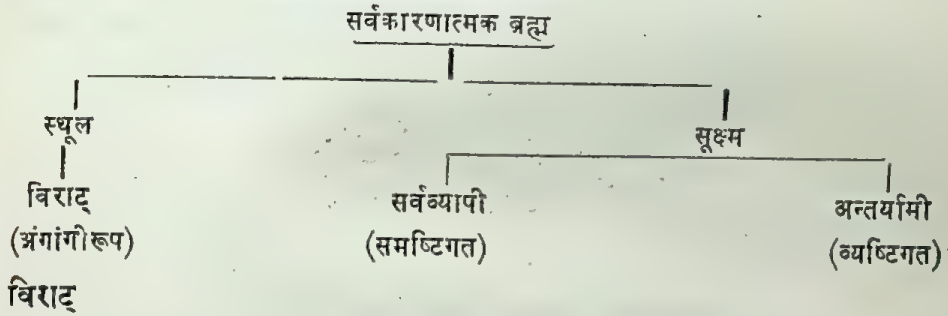 सर्वकारणात्मक ब्रह्म
स्थूल सूक्ष्म
विराट् सर्वव्यापी अन्तर्यामी
(अंगांगीरूप) (समष्टिगत) (व्यष्टिगत)
विराट्